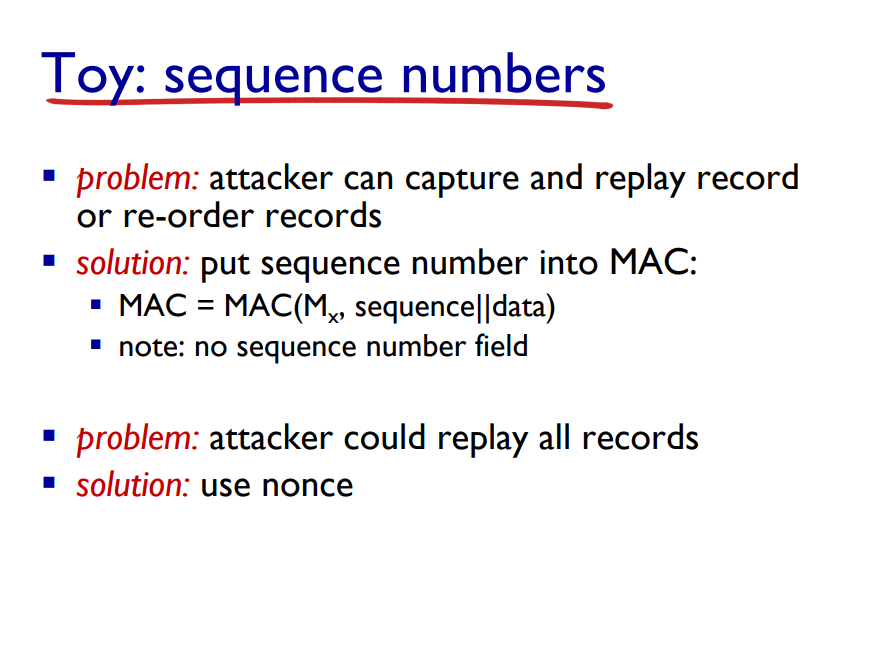 Toy: sequence numbers
problem: attacker can capture and replay record
or re-order records
solution: put sequence number into MAC:
MAC = MAC(Mx, sequence||data)
note: no sequence number field
problem: attacker could replay all records
solution: use nonce